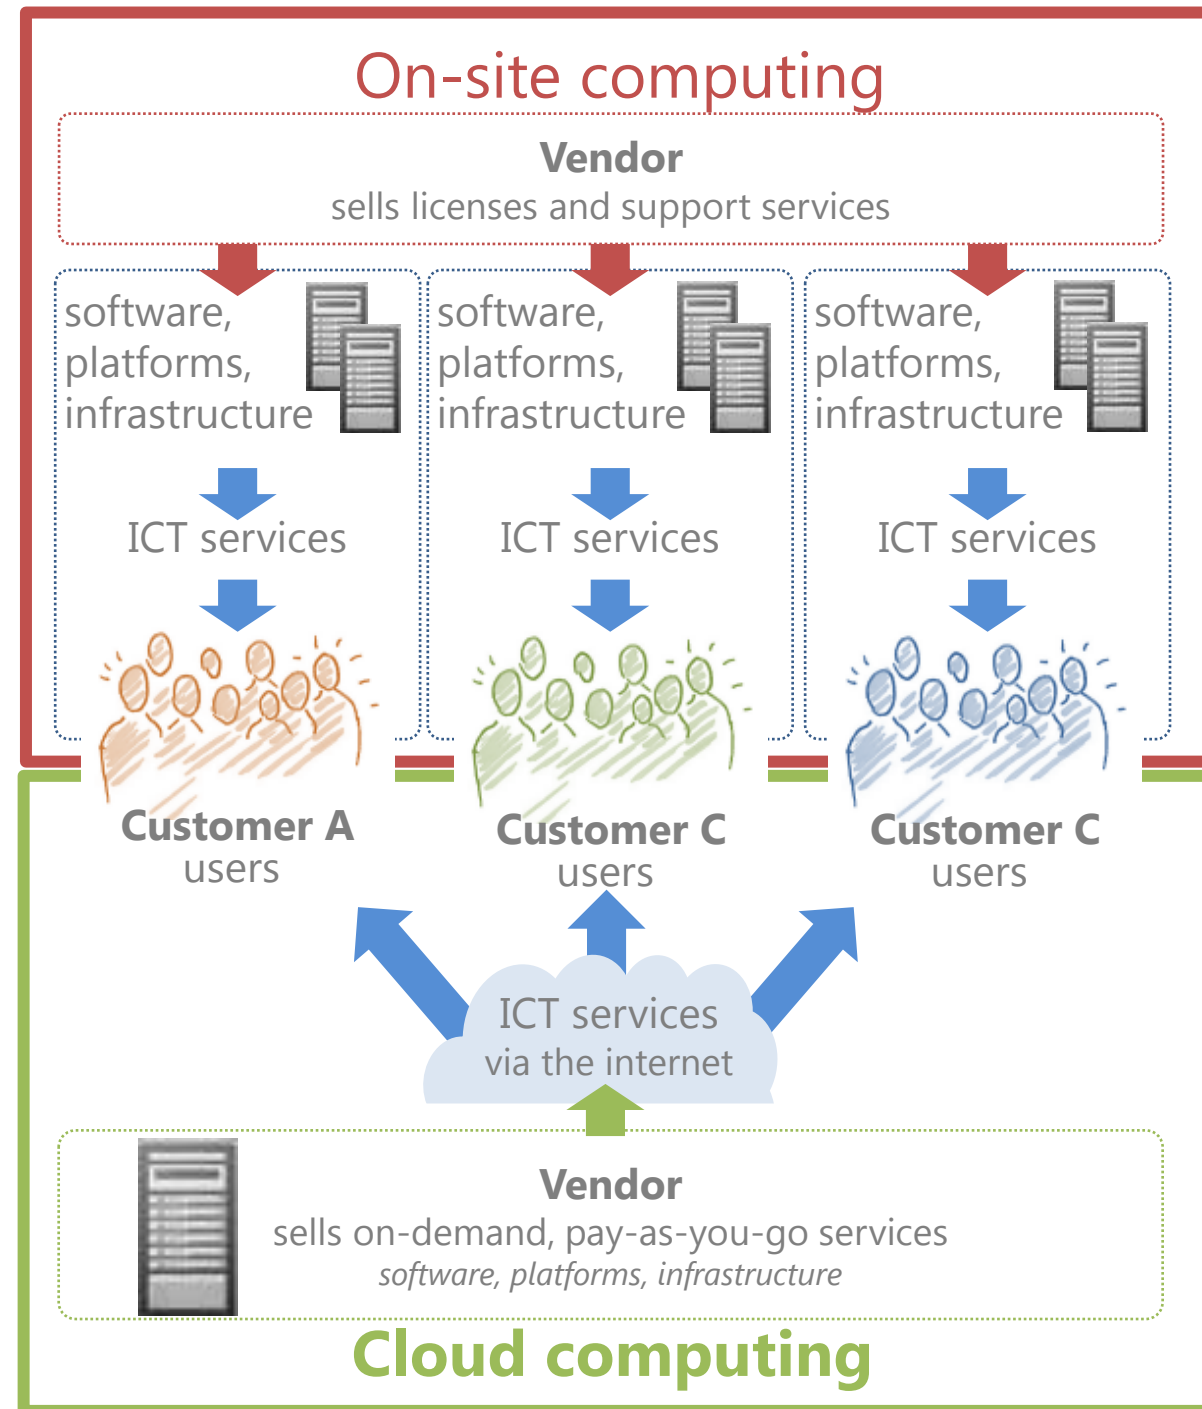 On-site computing
Vendor
sells licenses and support services
software,
platforms,
infrastructure
software,
platforms,
infrastructure
software,
platforms,
infrastructure
ICT services
ICT services
ICT services
Customer A
users
Customer C
users
Customer C
users
ICT services
via the internet
Vendor
sells on-demand, pay-as-you-go services
software, platforms, infrastructure
Cloud computing